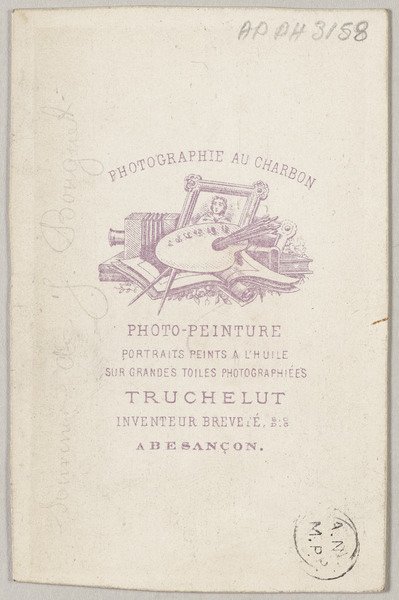 AP PH 3158
PHOTOGRAPHIE AU CHARBON
PHOTO-PEINTURE
PORTRAITS PEINTS A L'HUILE
SUR GRANDES TOILES PHOTOGRAPHIÉES
TRUCHELUT
INVENTEUR BREVETÉ.
A BESANÇON.
A.N.
M.P.P.